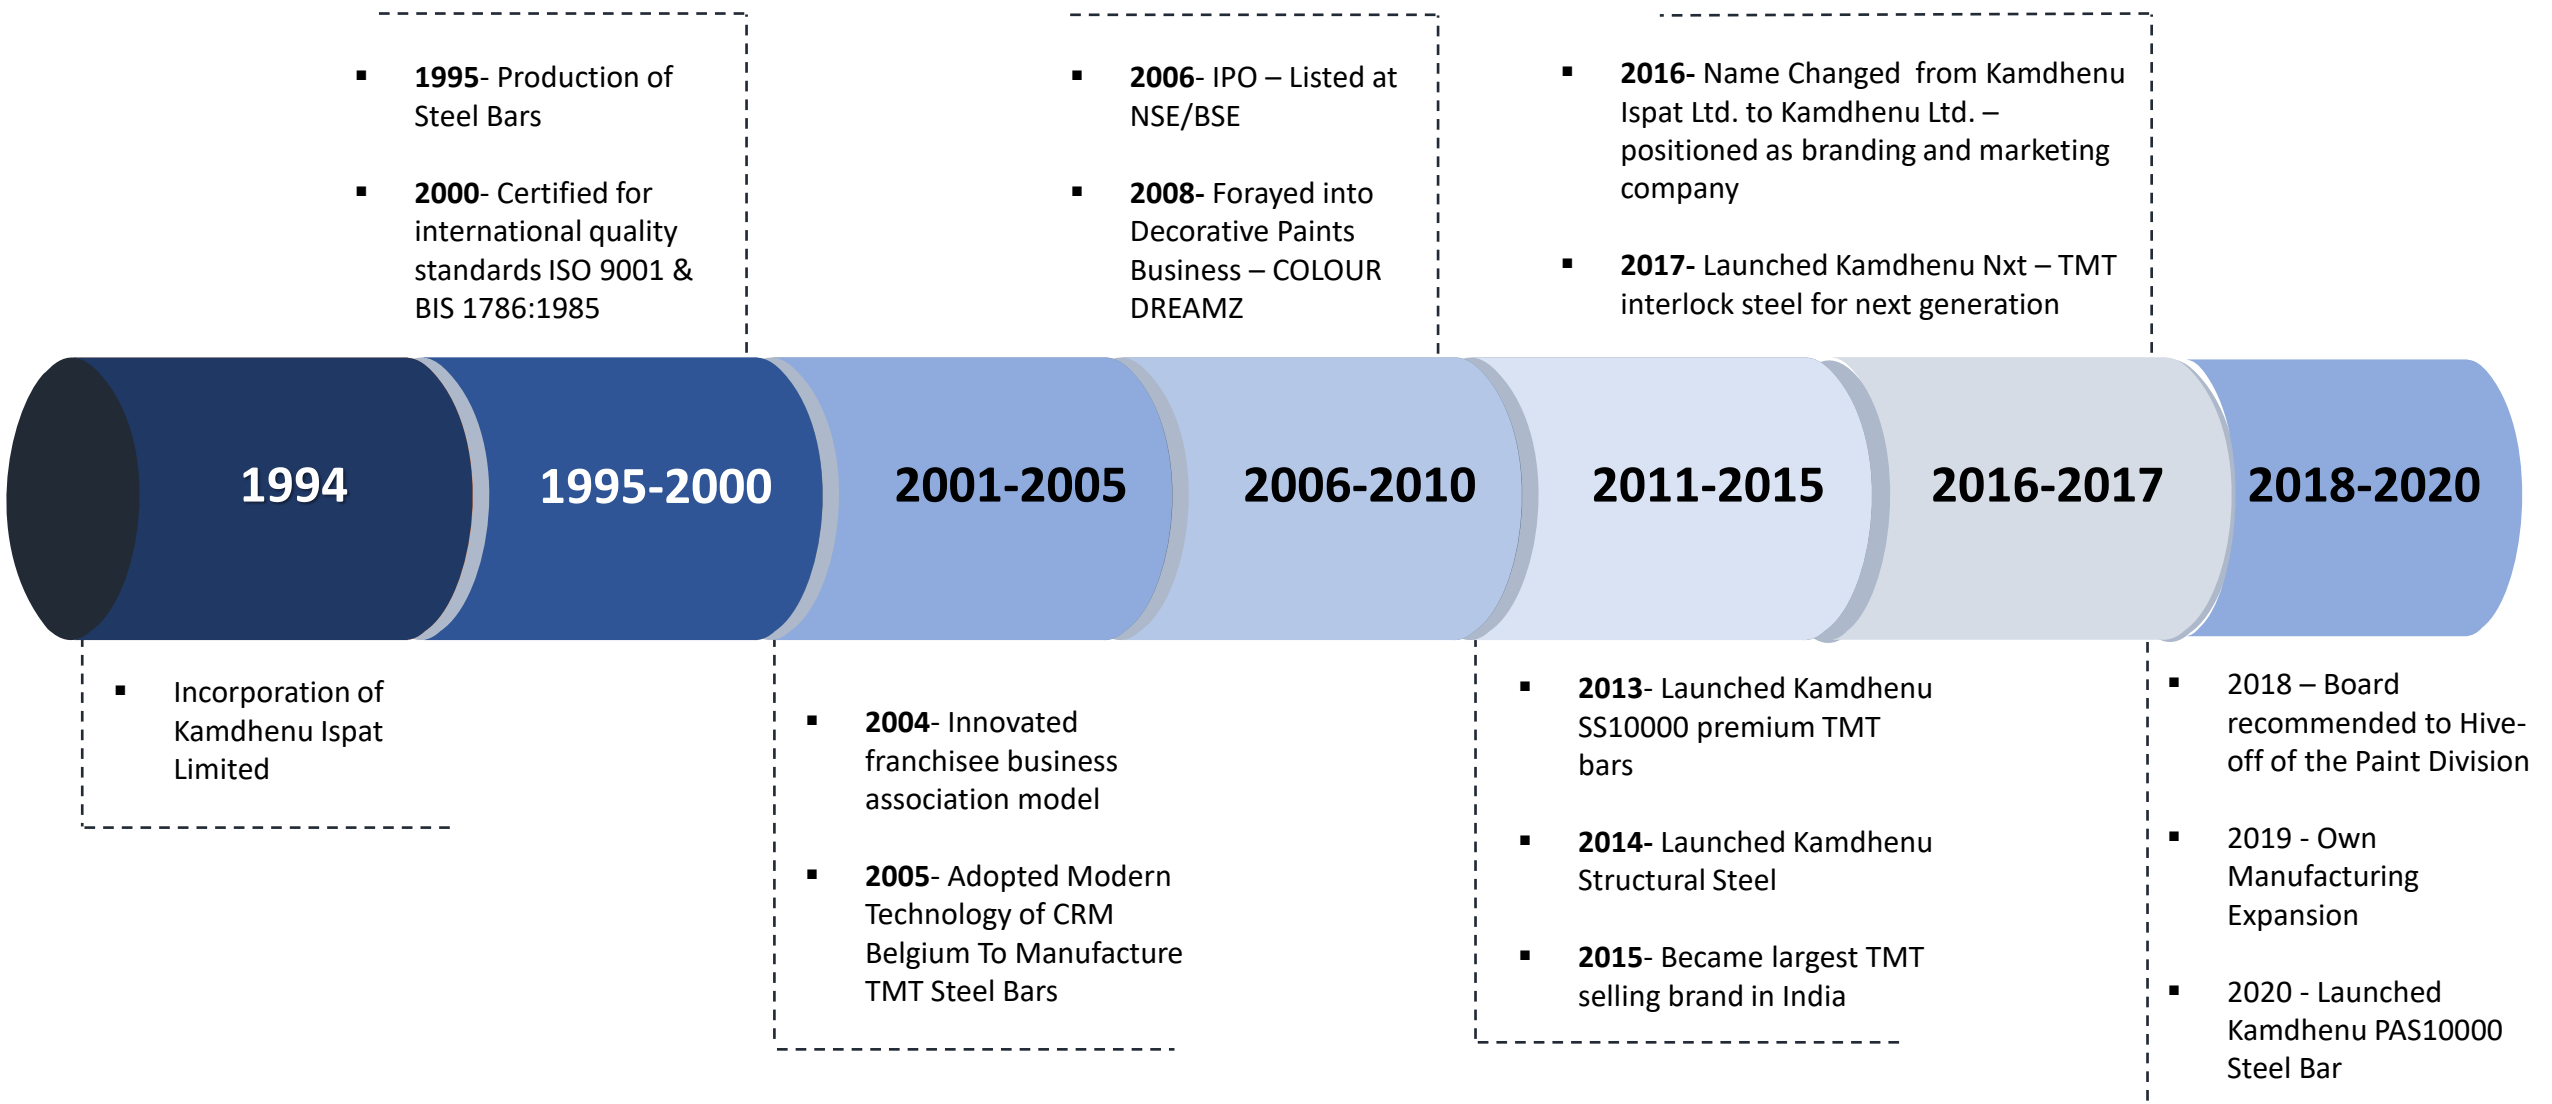 ▪ 1995- Production of
Steel Bars
▪ 2000- Certified for
international quality
standards ISO 9001 &
BIS 1786:1985
▪ 2006- IPO – Listed at
NSE/BSE
▪ 2008- Forayed into
Decorative Paints
Business – COLOUR
DREAMZ
▪ 2016- Name Changed from Kamdhenu
Ispat Ltd. to Kamdhenu Ltd. –
positioned as branding and marketing
company
▪ 2017- Launched Kamdhenu Nxt – TMT
interlock steel for next generation
1994
1995-2000
2001-2005
2006-2010
2011-2015
2016-2017
2018-2020
▪ Incorporation of
Kamdhenu Ispat
Limited
▪ 2004- Innovated
franchisee business
association model
▪ 2005- Adopted Modern
Technology of CRM
Belgium To Manufacture
TMT Steel Bars
▪ 2013- Launched Kamdhenu
SS10000 premium TMT
bars
▪ 2014- Launched Kamdhenu
Structural Steel
▪ 2015- Became largest TMT
selling brand in India
▪ 2018 – Board
recommended to Hive-
off of the Paint Division
▪ 2019 - Own
Manufacturing
Expansion
▪ 2020 - Launched
Kamdhenu PAS10000
Steel Bar